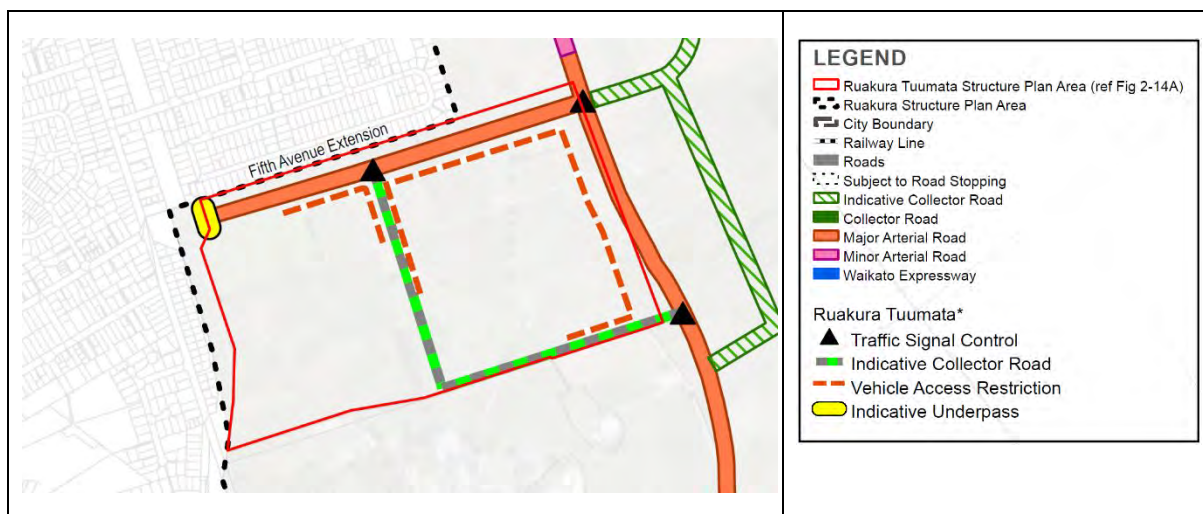 Fifth Avenue Extension
LEGEND
Ruakura Tuumata Structure Plan Area (ref Fig 2-14A)
Ruakura Structure Plan Area
City Boundary
Railway Line
Roads
Subject to Road Stopping
Indicative Collector Road
Collector Road
Major Arterial Road
Minor Arterial Road
Waikato Expressway
Ruakura Tuumata*
Traffic Signal Control
Indicative Collector Road
Vehicle Access Restriction
Indicative Underpass